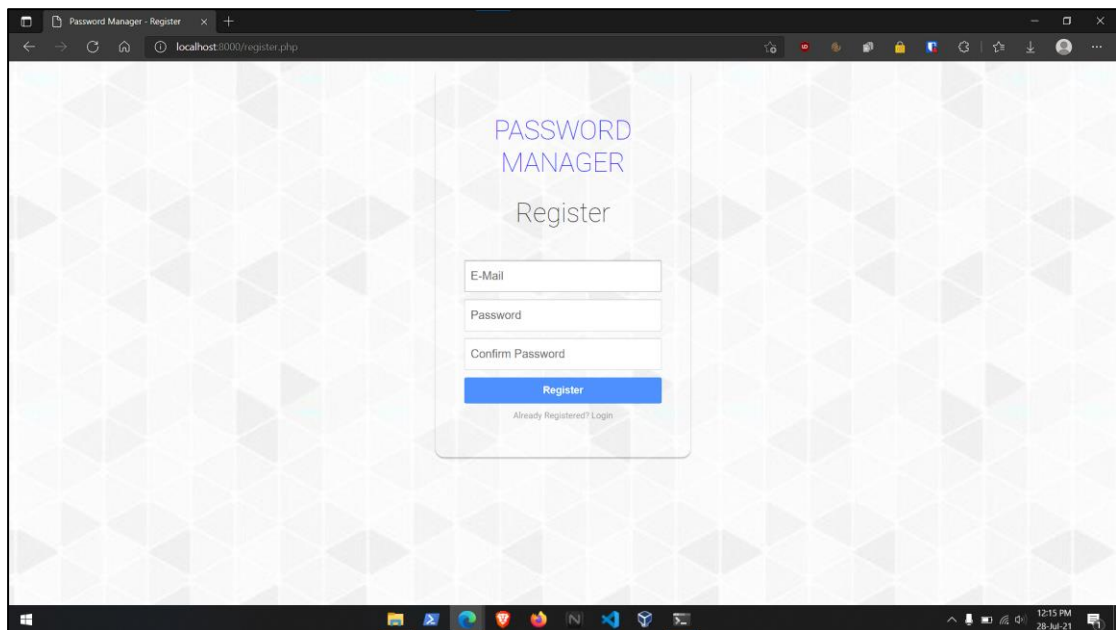 Password Manager - Register
localhost:8000/register.php
PASSWORD
MANAGER
Register
E-Mail
Password
Confirm Password
Register
Already Registered? Login
12:15 PM
28-Jul-21